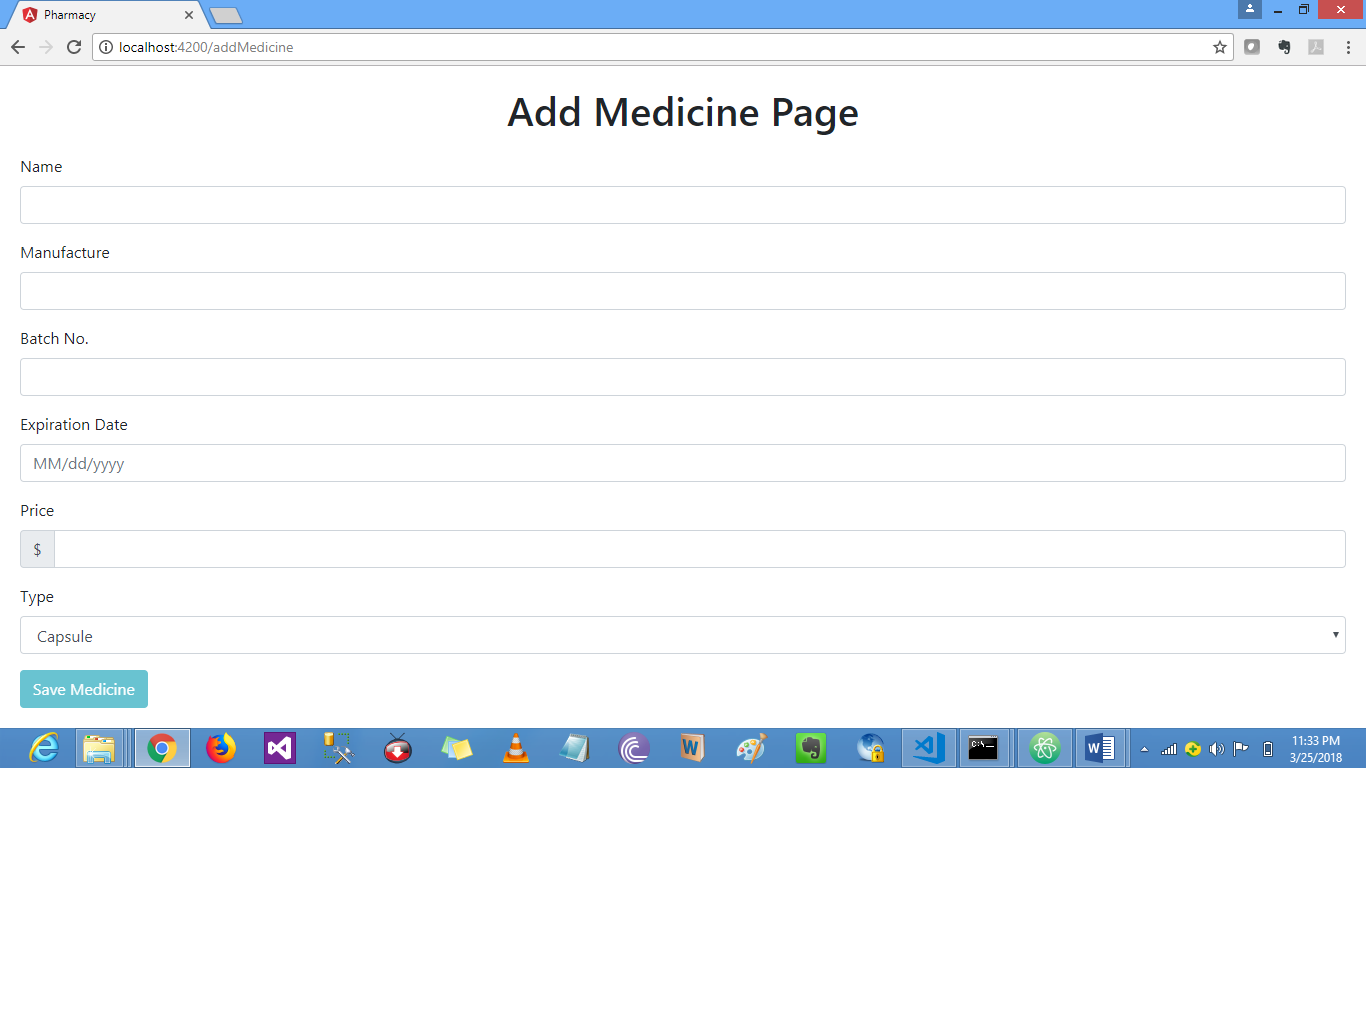 Pharmacy
localhost:4200/addMedicine
Add Medicine Page
Name
Manufacture
Batch No.
Expiration Date
MM/dd/yyyy
Price
$
Type
Capsule
Save Medicine
W
C:\_
W
11:33 PM
3/25/2018